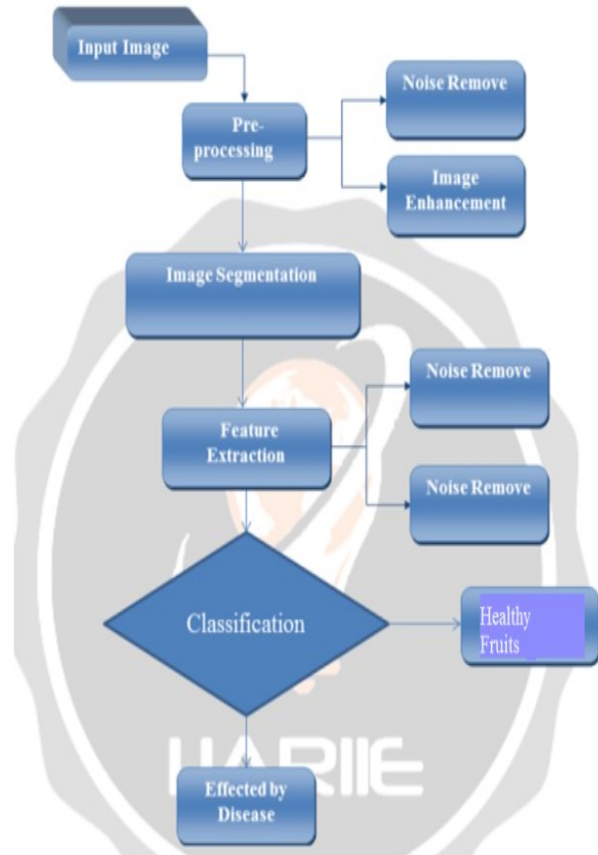 Input Image
Noise Remove
Pre-
processing
Image
Enhancement
Image Segmentation
Noise Remove
Feature
Extraction
Noise Remove
Classification
Healthy
Fruits
Effected by
Disease